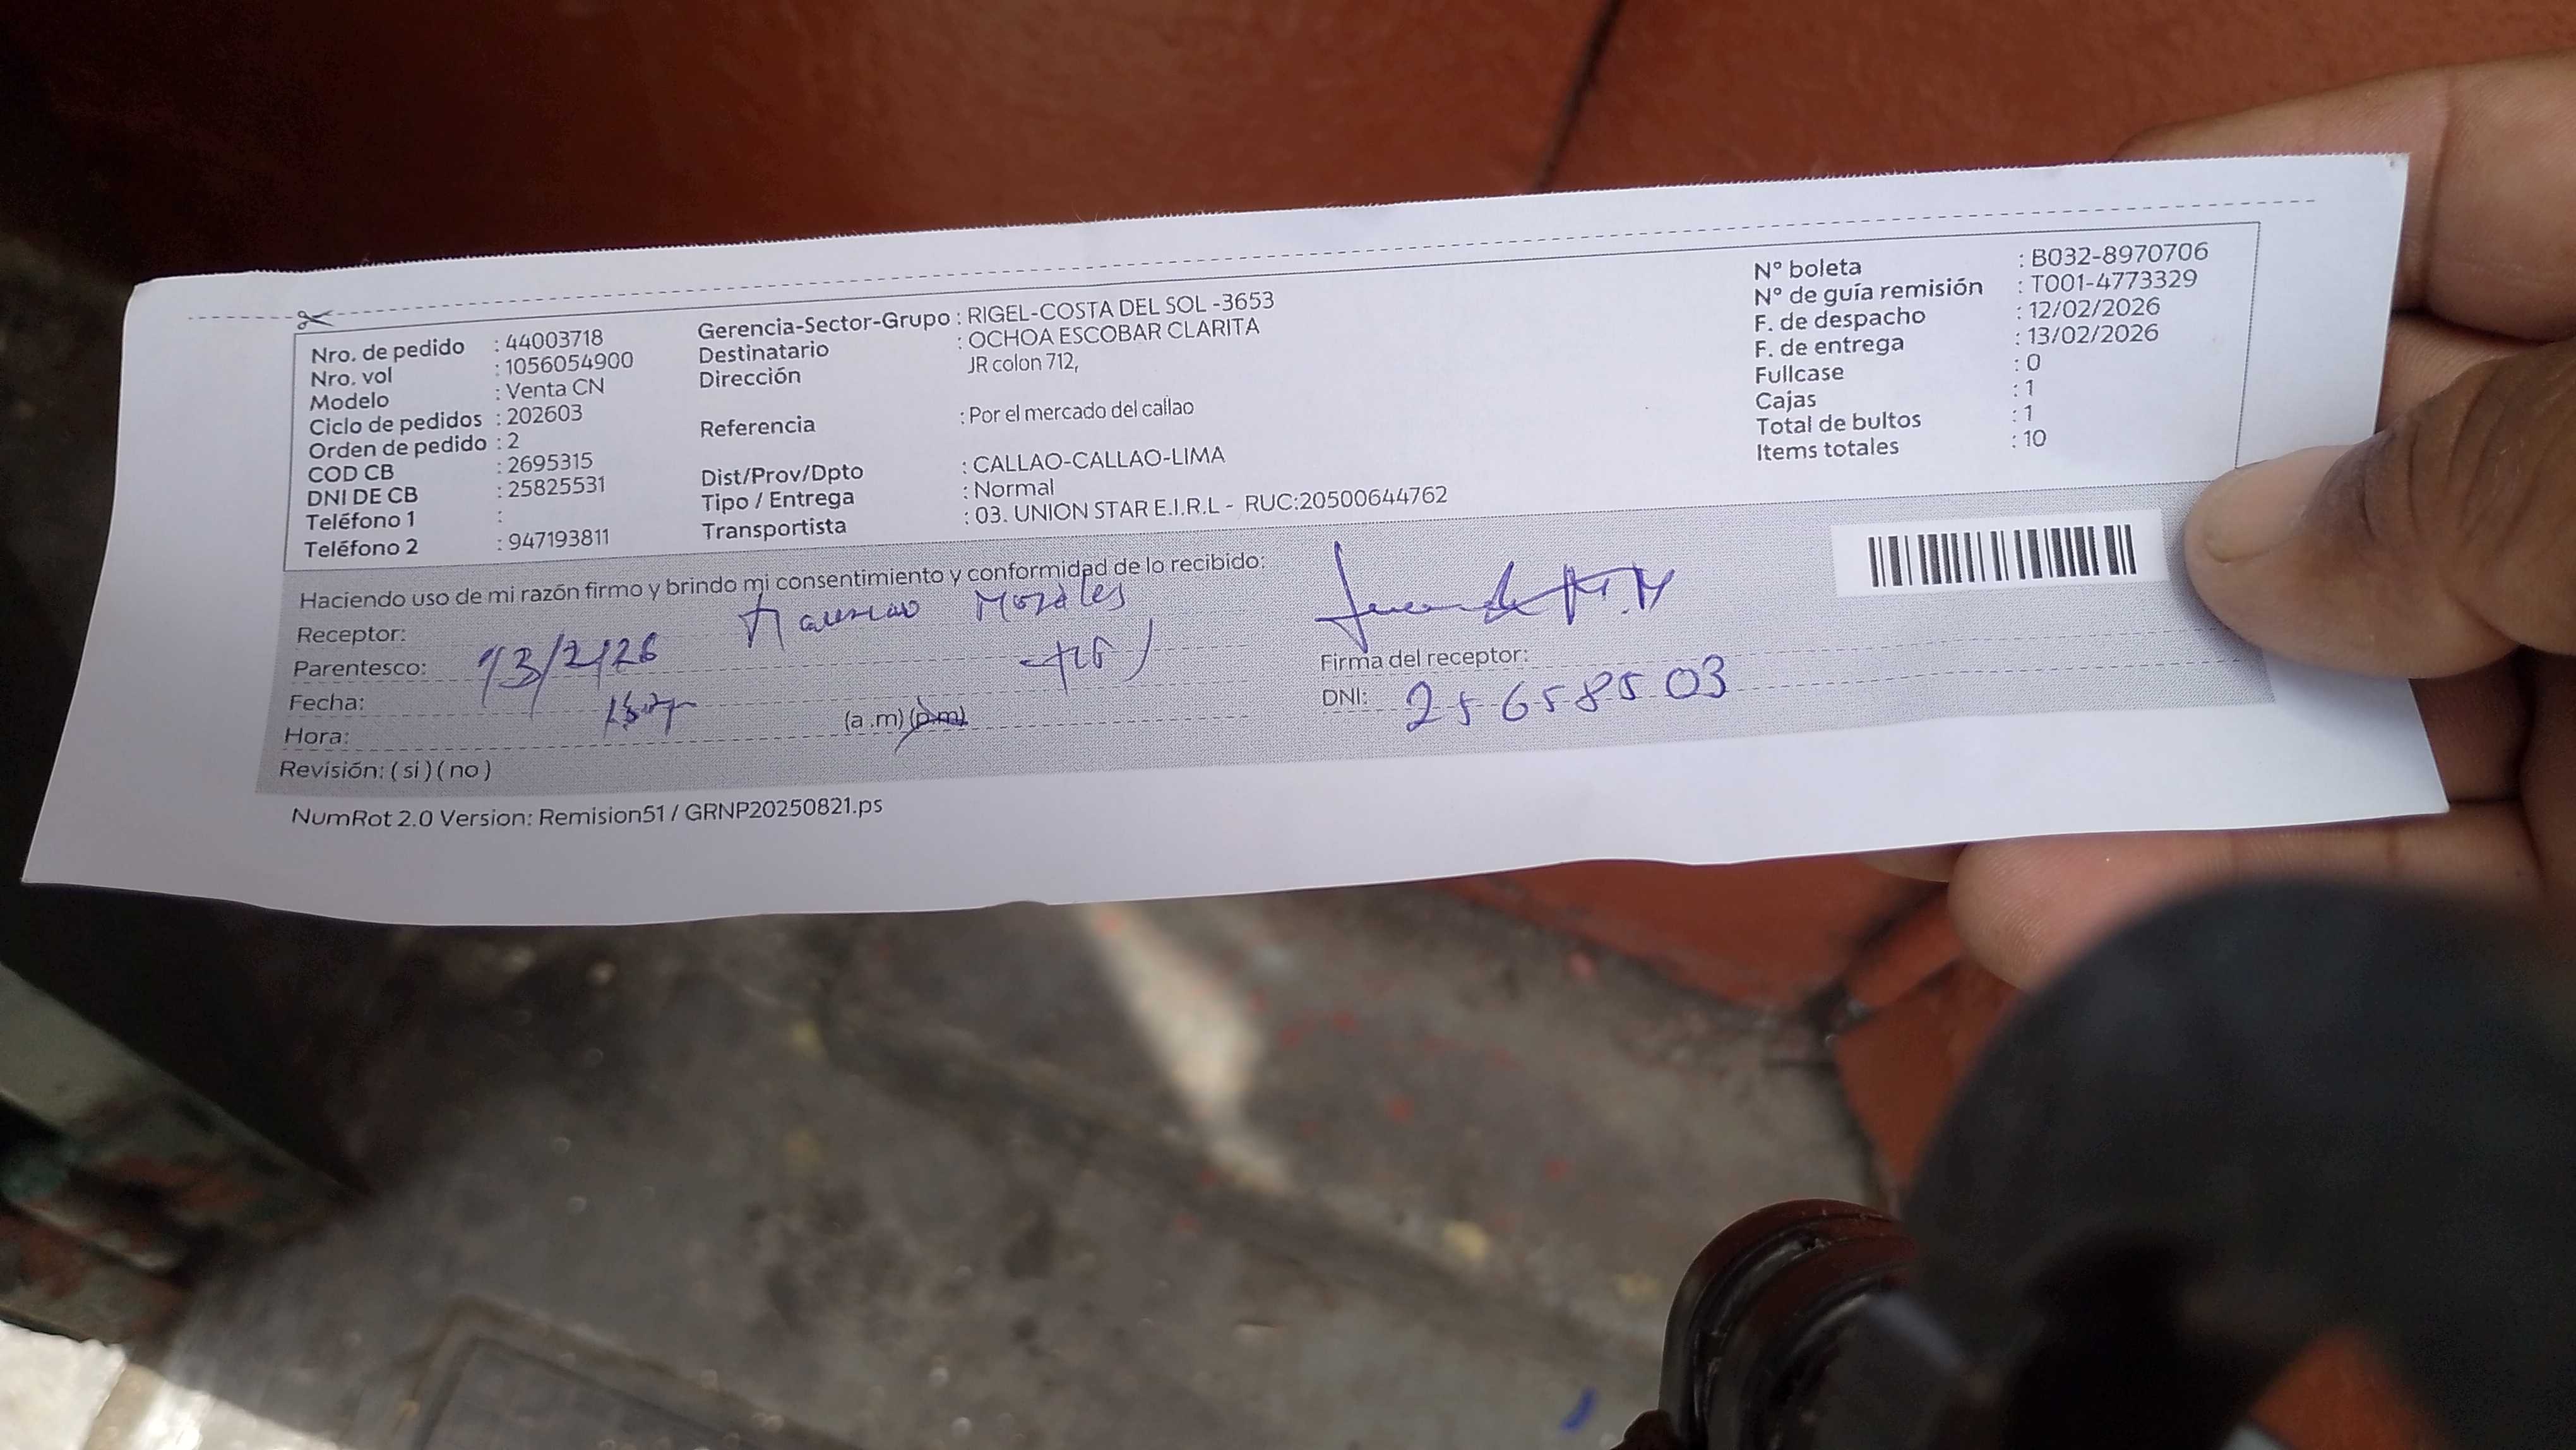 Nro. de pedido : 44003718
Nro. vol : 1056054900
Modelo : Venta CN
Ciclo de pedidos : 202603
Orden de pedido : 2
COD CB : 2695315
DNI DE CB : 25825531
Teléfono 1 :
Teléfono 2 : 947193811
Gerencia-Sector-Grupo : RIGEL-COSTA DEL SOL -3653
Destinatario : OCHOA ESCOBAR CLARITA
Dirección JR colon 712,
Referencia : Por el mercado del callao
Dist/Prov/Dpto : CALLAO-CALLAO-LIMA
Tipo / Entrega : Normal
Transportista : 03. UNION STAR E.I.R.L - RUC:20500644762
N° boleta : B032-8970706
N° de guía remisión : T001-4773329
F. de despacho : 12/02/2026
F. de entrega : 13/02/2026
Fullcase : 0
Cajas : 1
Total de bultos : 1
Items totales : 10
Haciendo uso de mi razón firmo y brindo mi consentimiento y conformidad de lo recibido:
Receptor: Morales
Parentesco: 13/2/26
Fecha:
Hora: (a .m) (p.m)
Revisión: ( si ) ( no )
Firma del receptor:
DNI: 25658503
NumRot 2.0 Version: Remision51 / GRNP20250821.ps